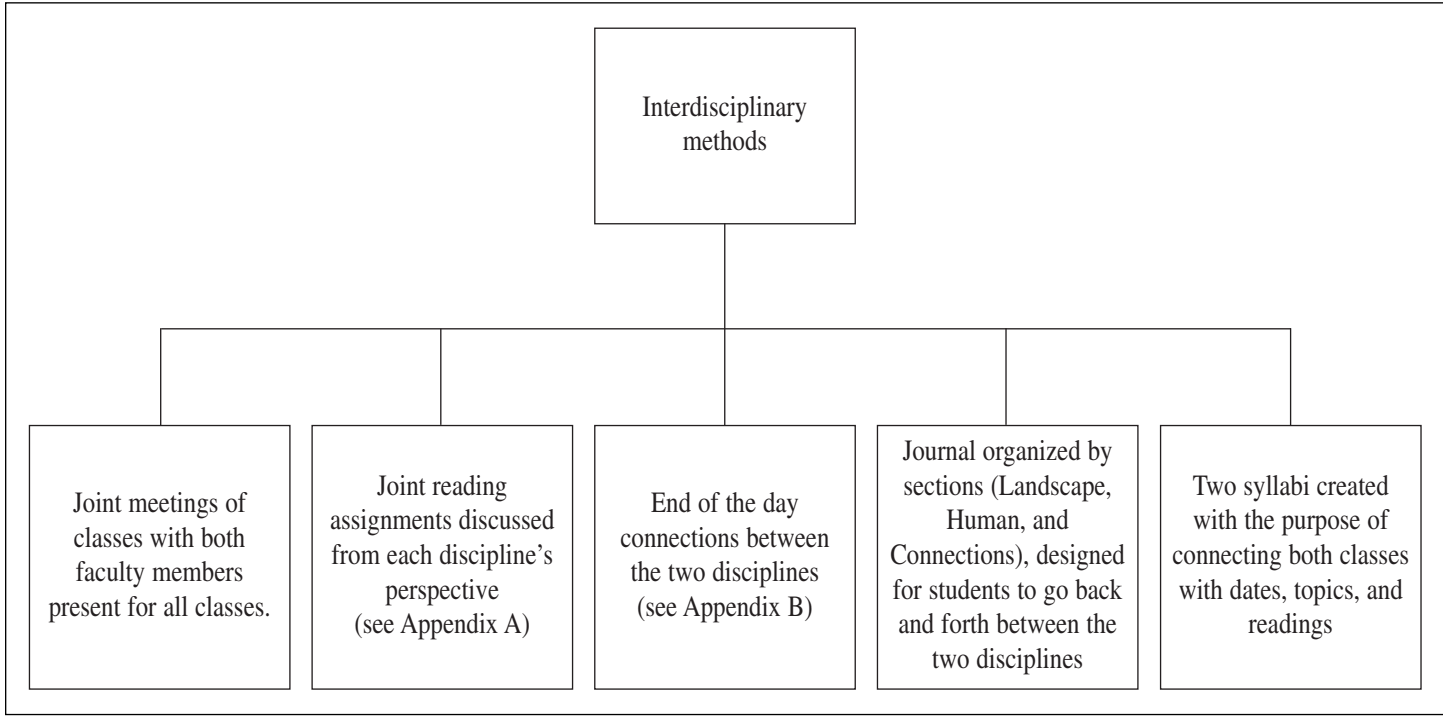 Interdisciplinary
methods
Joint meetings of
classes with both
faculty members
present for all classes.
Joint reading
assignments discussed
from each discipline’s
perspective
(see Appendix A)
End of the day
connections between
the two disciplines
(see Appendix B)
Journal organized by
sections (Landscape,
Human, and
Connections), designed
for students to go back
and forth between the
two disciplines
Two syllabi created
with the purpose of
connecting both classes
with dates, topics, and
readings